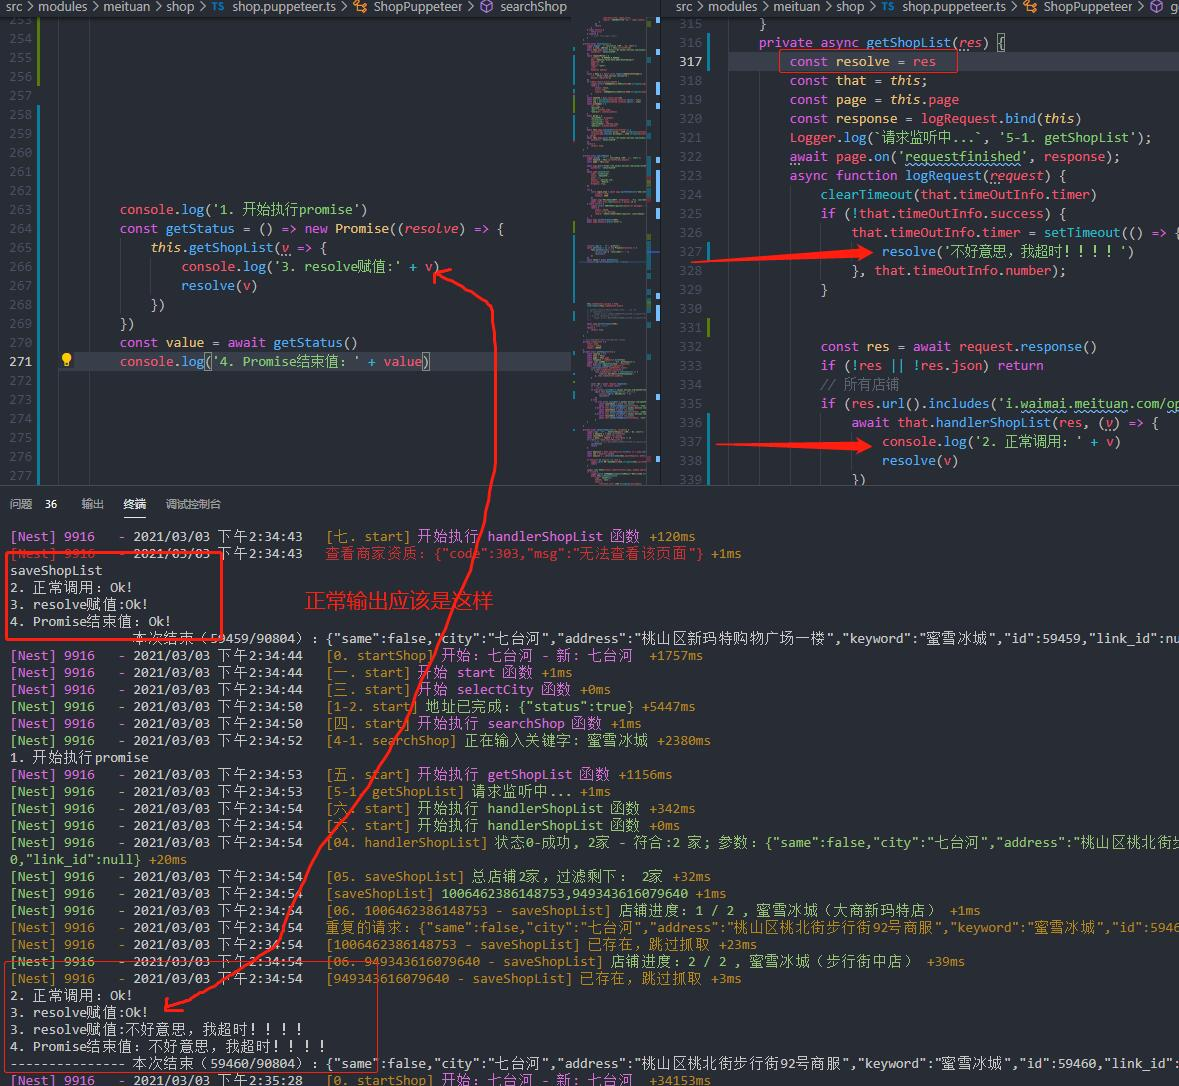 src > modules > meituan > shop > TS shop.puppeteer.ts > ShopPuppeteer > searchShop
253
254
255
256
257
258
259
260
261
262
263 console.log('1. 开始执行promise')
264 const getStatus = () => new Promise((resolve) => {
265 this.getShopList(v => {
266 console.log('3. resolve赋值:' + v)
267 resolve(v)
268 })
269 })
270 const value = await getStatus()
271 console.log('4. Promise结束值: ' + value)
272
273
274
275
276
277
src > modules > meituan > shop > TS shop.puppeteer.ts > ShopPuppeteer >
315 }
316 private async getShopList(res) {
317 const resolve = res
318 const that = this;
319 const page = this.page
320 const response = logRequest.bind(this)
321 Logger.log(`请求监听中...`, '5-1. getShopList');
322 await page.on('requestfinished', response);
323 async function logRequest(request) {
324 clearTimeout(that.timeOutInfo.timer)
325 if (!that.timeOutInfo.success) {
326 that.timeOutInfo.timer = setTimeout(() => {
327 resolve('不好意思，我超时！！！！')
328 }, that.timeOutInfo.number);
329 }
330
331
332 const res = await request.response()
333 if (!res || !res.json) return
334 // 所有店铺
335 if (res.url().includes('i.waimai.meituan.com/op
336 await that.handlerShopList(res, (v) => {
337 console.log('2. 正常调用：' + v)
338 resolve(v)
339 })
问题 36 输出 终端 调试控制台
[Nest] 9916 - 2021/03/03 下午2:34:43 [七. start] 开始执行 handlerShopList 函数 +120ms
[Nest] 9916 - 2021/03/03 下午2:34:43 查看商家资质：{"code":303,"msg":"无法查看该页面"} +1ms
saveShopList
2. 正常调用：Ok!
3. resolve赋值:Ok!
4. Promise结束值：Ok!
正常输出应该是这样
--------------- 本次结束（59459/90804）：{"same":false,"city":"七台河","address":"桃山区新玛特购物广场一楼","keyword":"蜜雪冰城","id":59459,"link_id":nu
[Nest] 9916 - 2021/03/03 下午2:34:44 [0. startShop] 开始：七台河 - 新：七台河 +1757ms
[Nest] 9916 - 2021/03/03 下午2:34:44 [一. start] 开始 start 函数 +1ms
[Nest] 9916 - 2021/03/03 下午2:34:44 [三. start] 开始 selectCity 函数 +0ms
[Nest] 9916 - 2021/03/03 下午2:34:50 [1-2. start] 地址已完成：{"status":true} +5447ms
[Nest] 9916 - 2021/03/03 下午2:34:50 [四. start] 开始执行 searchShop 函数 +1ms
[Nest] 9916 - 2021/03/03 下午2:34:52 [4-1. searchShop] 正在输入关键字：蜜雪冰城 +2380ms
1. 开始执行promise
[Nest] 9916 - 2021/03/03 下午2:34:53 [五. start] 开始执行 getShopList 函数 +1156ms
[Nest] 9916 - 2021/03/03 下午2:34:53 [5-1. getShopList] 请求监听中... +1ms
[Nest] 9916 - 2021/03/03 下午2:34:54 [六. start] 开始执行 handlerShopList 函数 +342ms
[Nest] 9916 - 2021/03/03 下午2:34:54 [六. start] 开始执行 handlerShopList 函数 +0ms
[Nest] 9916 - 2021/03/03 下午2:34:54 [04. handlerShopList] 状态0-成功, 2家 - 符合:2 家; 参数：{"same":false,"city":"七台河","address":"桃山区桃北街步
0,"link_id":null} +20ms
[Nest] 9916 - 2021/03/03 下午2:34:54 [05. saveShopList] 总店铺2家，过滤剩下： 2家 +32ms
[Nest] 9916 - 2021/03/03 下午2:34:54 [saveShopList] 1006462386148753,949343616079640 +1ms
[Nest] 9916 - 2021/03/03 下午2:34:54 [06. 1006462386148753 - saveShopList] 店铺进度：1 / 2 , 蜜雪冰城（大商新玛特店） +1ms
[Nest] 9916 - 2021/03/03 下午2:34:54 重复的请求：{"same":false,"city":"七台河","address":"桃山区桃北街步行街92号商服","keyword":"蜜雪冰城","id":5946
[Nest] 9916 - 2021/03/03 下午2:34:54 [1006462386148753 - saveShopList] 已存在，跳过抓取 +23ms
[Nest] 9916 - 2021/03/03 下午2:34:54 [06. 949343616079640 - saveShopList] 店铺进度：2 / 2 , 蜜雪冰城（步行街中店） +39ms
[Nest] 9916 - 2021/03/03 下午2:34:54 [949343616079640 - saveShopList] 已存在，跳过抓取 +3ms
2. 正常调用：Ok!
3. resolve赋值:Ok!
3. resolve赋值:不好意思，我超时！！！！
4. Promise结束值：不好意思，我超时！！！！
--------------- 本次结束（59460/90804）：{"same":false,"city":"七台河","address":"桃山区桃北街步行街92号商服","keyword":"蜜雪冰城","id":59460,"link_id":n
[Nest] 9916 - 2021/03/03 下午2:35:28 [0. startShop] 开始：七台河 - 新：七台河 +34153ms